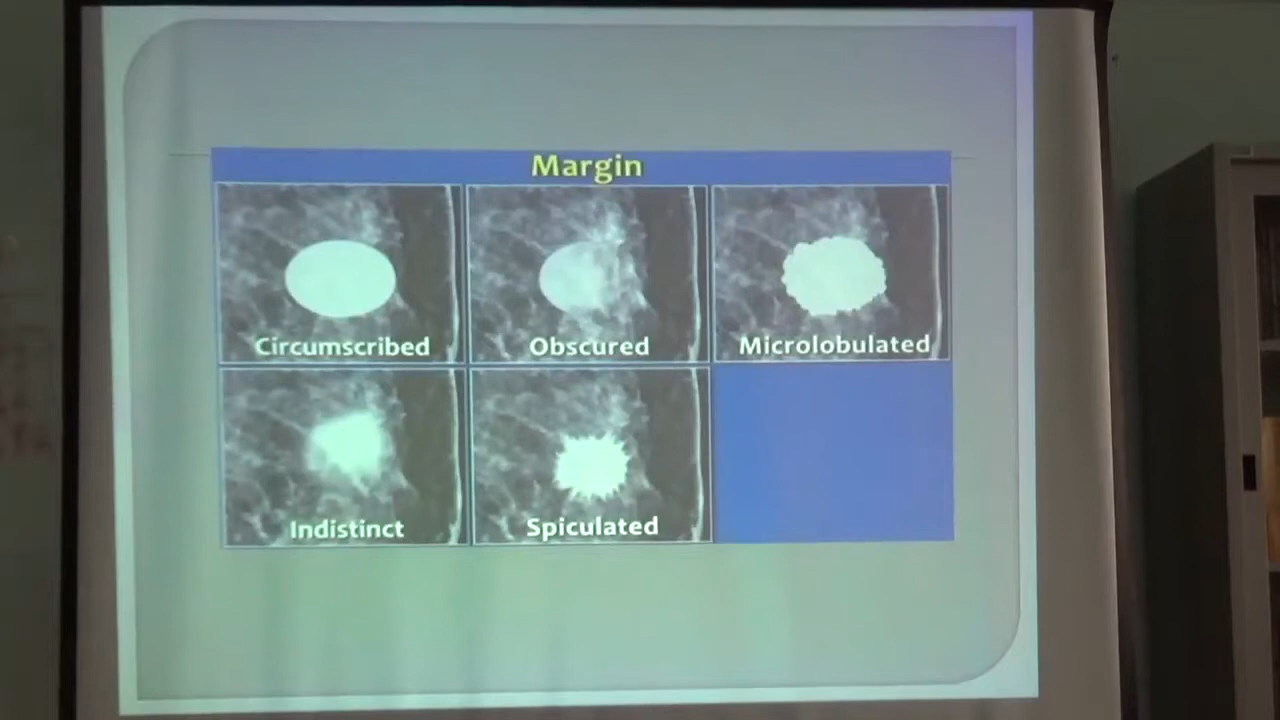 Margin
Circumscribed
Obscured
Microlobulated
Indistinct
Spiculated